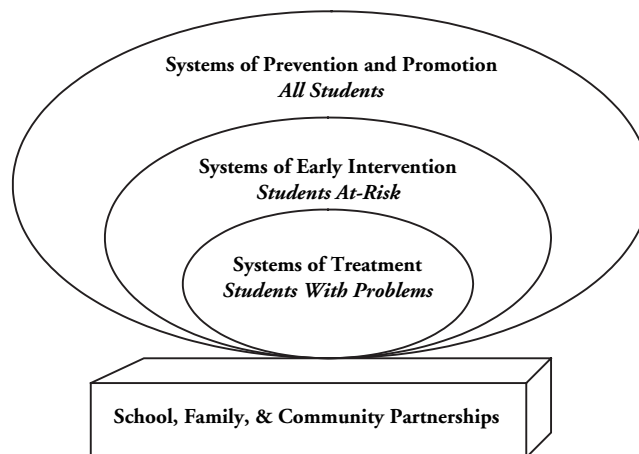 Systems of Prevention and Promotion
All Students
Systems of Early Intervention
Students At-Risk
Systems of Treatment
Students With Problems
School, Family, & Community Partnerships